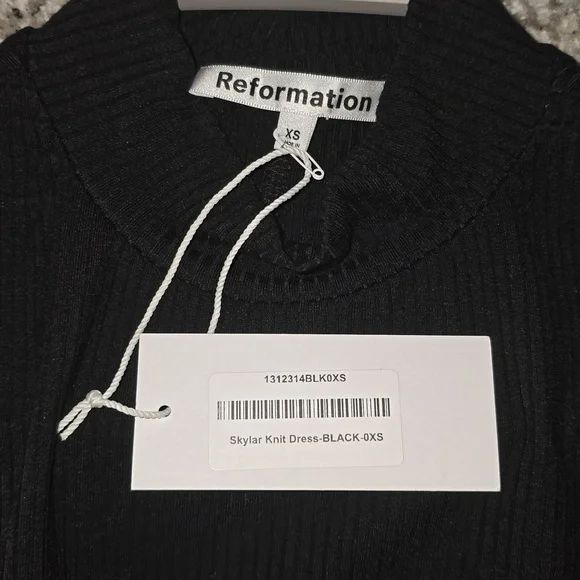 Reformation
XS
1312314BLK0XS
Skylar Knit Dress-BLACK-0XS